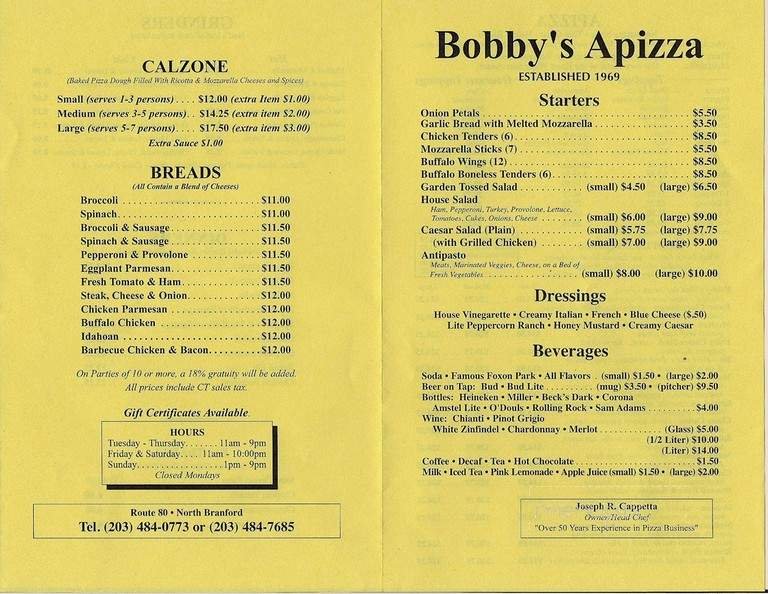 CALZONE
(Baked Pizza Dough Filled With Ricotta & Mozzarella Cheeses and Spices)
Small (serves 1-3 persons) .... $12.00 (extra Item $1.00)
Medium (serves 3-5 persons) .. $14.25 (extra item $2.00)
Large (serves 5-7 persons) ..... $17.50 (extra item $3.00)
Extra Sauce $1.00
BREADS
(All Contain a Blend of Cheeses)
Broccoli ........ $11.00
Spinach ........ $11.00
Broccoli & Sausage ........ $11.50
Spinach & Sausage ........ $11.50
Pepperoni & Provolone ........ $11.50
Eggplant Parmesan ........ $11.50
Fresh Tomato & Ham ........ $11.50
Steak, Cheese & Onion ........ $12.00
Chicken Parmesan ........ $12.00
Buffalo Chicken ........ $12.00
Idahoan ........ $12.00
Barbecue Chicken & Bacon ........ $12.00
On Parties of 10 or more, a 18% gratuity will be added.
All prices include CT sales tax.
Gift Certificates Available.
HOURS
Tuesday - Thursday ....... 11am - 9pm
Friday & Saturday .... 11am - 10:00pm
Sunday ........ 1pm - 9pm
Closed Mondays
Route 80 • North Branford
Tel. (203) 484-0773 or (203) 484-7685
Bobby's Apizza
ESTABLISHED 1969
Starters
Onion Petals ........ $5.50
Garlic Bread with Melted Mozzarella ........ $3.50
Chicken Tenders (6) ........ $8.50
Mozzarella Sticks (7) ........ $5.50
Buffalo Wings (12) ........ $8.50
Buffalo Boneless Tenders (6) ........ $8.50
Garden Tossed Salad ........ (small) $4.50 (large) $6.50
House Salad
Ham, Pepperoni, Turkey, Provolone, Lettuce,
Tomatoes, Cukes, Onions, Cheese ........ (small) $6.00 (large) $9.00
Caesar Salad (Plain) ........ (small) $5.75 (large) $7.75
(with Grilled Chicken) ........ (small) $7.00 (large) $9.00
Antipasto
Meats, Marinated Veggies, Cheese, on a Bed of
Fresh Vegetables ........ (small) $8.00 (large) $10.00
Dressings
House Vinegarette • Creamy Italian • French • Blue Cheese ($.50)
Lite Peppercorn Ranch • Honey Mustard • Creamy Caesar
Beverages
Soda • Famous Foxon Park • All Flavors . (small) $1.50 • (large) $2.00
Beer on Tap: Bud • Bud Lite ........ (mug) $3.50 • (pitcher) $9.50
Bottles: Heineken • Miller • Beck's Dark • Corona
Amstel Lite • O'Douls • Rolling Rock • Sam Adams ........ $4.00
Wine: Chianti • Pinot Grigio
White Zinfindel • Chardonnay • Merlot ........ (Glass) $5.00
(1/2 Liter) $10.00
(Liter) $14.00
Coffee • Decaf • Tea • Hot Chocolate ........ $1.50
Milk • Iced Tea • Pink Lemonade • Apple Juice (small) $1.50 • (large) $2.00
Joseph R. Cappetta
Owner/Head Chef
"Over 50 Years Experience in Pizza Business"